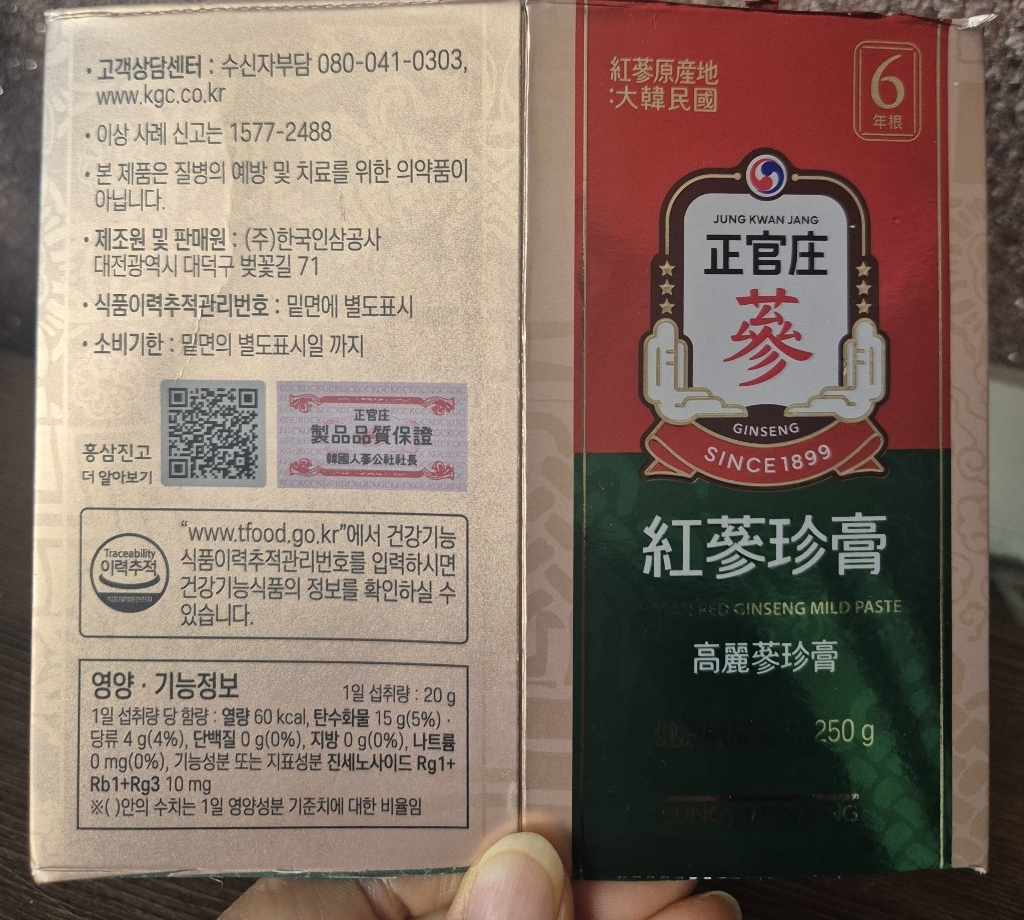 · 고객상담센터 : 수신자부담 080-041-0303,
www.kgc.co.kr
· 이상 사례 신고는 1577-2488
· 본 제품은 질병의 예방 및 치료를 위한 의약품이
아닙니다.
· 제조원 및 판매원 : (주)한국인삼공사
대전광역시 대덕구 벚꽃길 71
· 식품이력추적관리번호 : 밑면에 별도표시
· 소비기한 : 밑면의 별도표시일 까지
홍삼진고
더 알아보기
正官庄
製品品質保證
韓國人蔘公社社長
Traceability
이력추적
“www.tfood.go.kr”에서 건강기능
식품이력추적관리번호를 입력하시면
건강기능식품의 정보를 확인하실 수
있습니다.
영양 · 기능정보
1일 섭취량 : 20 g
1일 섭취량 당 함량 : 열량 60 kcal, 탄수화물 15 g(5%) ·
당류 4 g(4%), 단백질 0 g(0%), 지방 0 g(0%), 나트륨
0 mg(0%), 기능성분 또는 지표성분 진세노사이드 Rg1+
Rb1+Rg3 10 mg
※( )안의 수치는 1일 영양성분 기준치에 대한 비율임
紅蔘原産地
:大韓民國
6
年根
JUNG KWAN JANG
正官庄
蔘
GINSENG
SINCE 1899
紅蔘珍膏
RED GINSENG MILD PASTE
高麗蔘珍膏
250 g